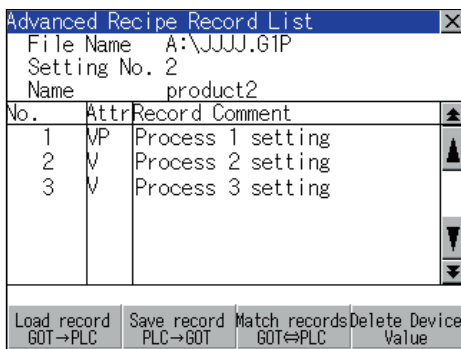 Advanced Recipe Record List
File Name A:\JJJJ.G1P
Setting No. 2
Name product2
No. Attr Record Comment
1 VP Process 1 setting
2 V Process 2 setting
3 V Process 3 setting
Load record Save record Match records Delete Device
GOT→PLC PLC→GOT GOT⇔PLC Value